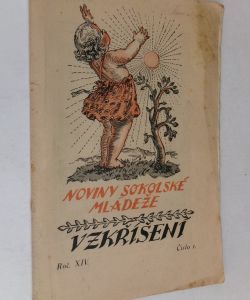 NOVINY SOKOLSKÉ
MLÁDEŽE
VZKŘÍŠENÍ
Roč. XIV.
Číslo 1.